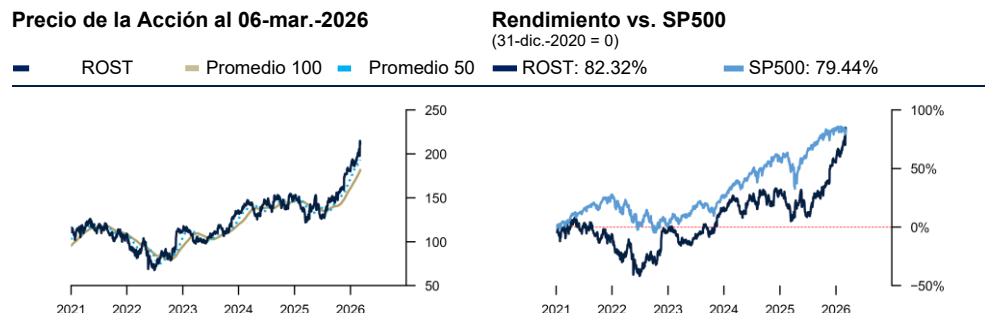 Precio de la Acción al 06-mar.-2026
ROST Promedio 100 Promedio 50
250
200
150
100
50
2021 2022 2023 2024 2025 2026
Rendimiento vs. SP500
(31-dic.-2020 = 0)
ROST: 82.32% SP500: 79.44%
100%
50%
0%
−50%
2021 2022 2023 2024 2025 2026